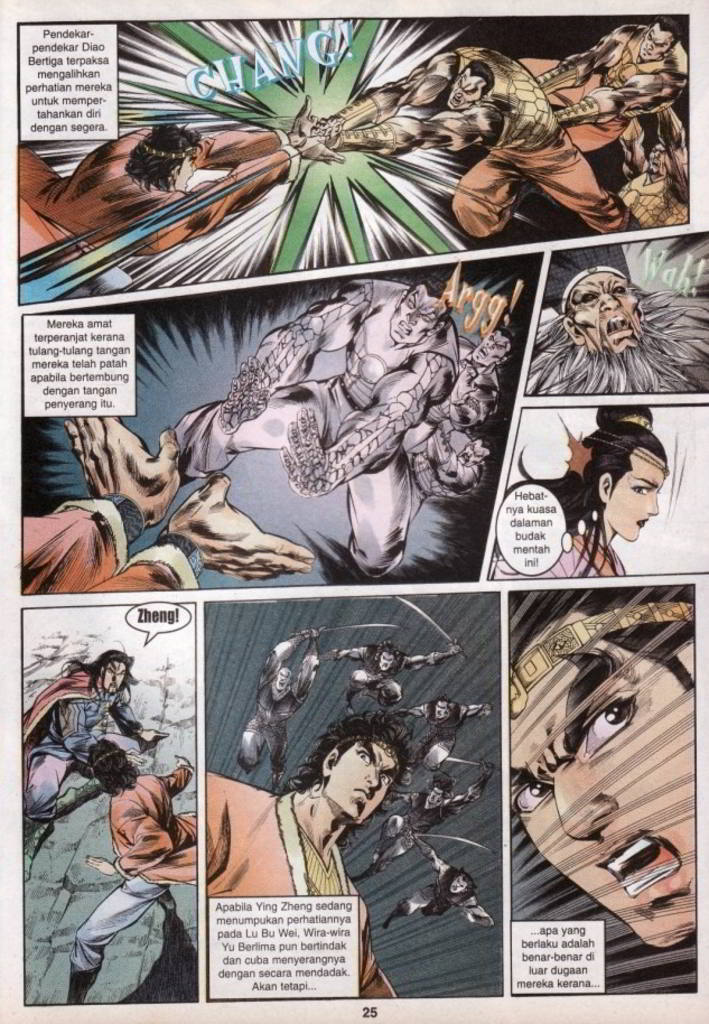 Pendekar-
pendekar Diao
Bertiga terpaksa
mengalihkan
perhatian mereka
untuk memper-
tahankan diri
dengan segera.
CHANG!
Mereka amat
terperanjat kerana
tulang-tulang tangan
mereka telah patah
apabila bertembung
dengan tangan
penyerang itu.
Argg!
Wah!
Hebat-
nya kuasa
dalaman
budak
mentah
ini!
Zheng!
Apabila Ying Zheng sedang
menumpukan perhatiannya
pada Lu Bu Wei, Wira-wira
Yu Berlima pun bertindak
dan cuba menyerangnya
dengan secara mendadak.
Akan tetapi...
...apa yang
berlaku adalah
benar-benar di
luar dugaan
mereka kerana...
25